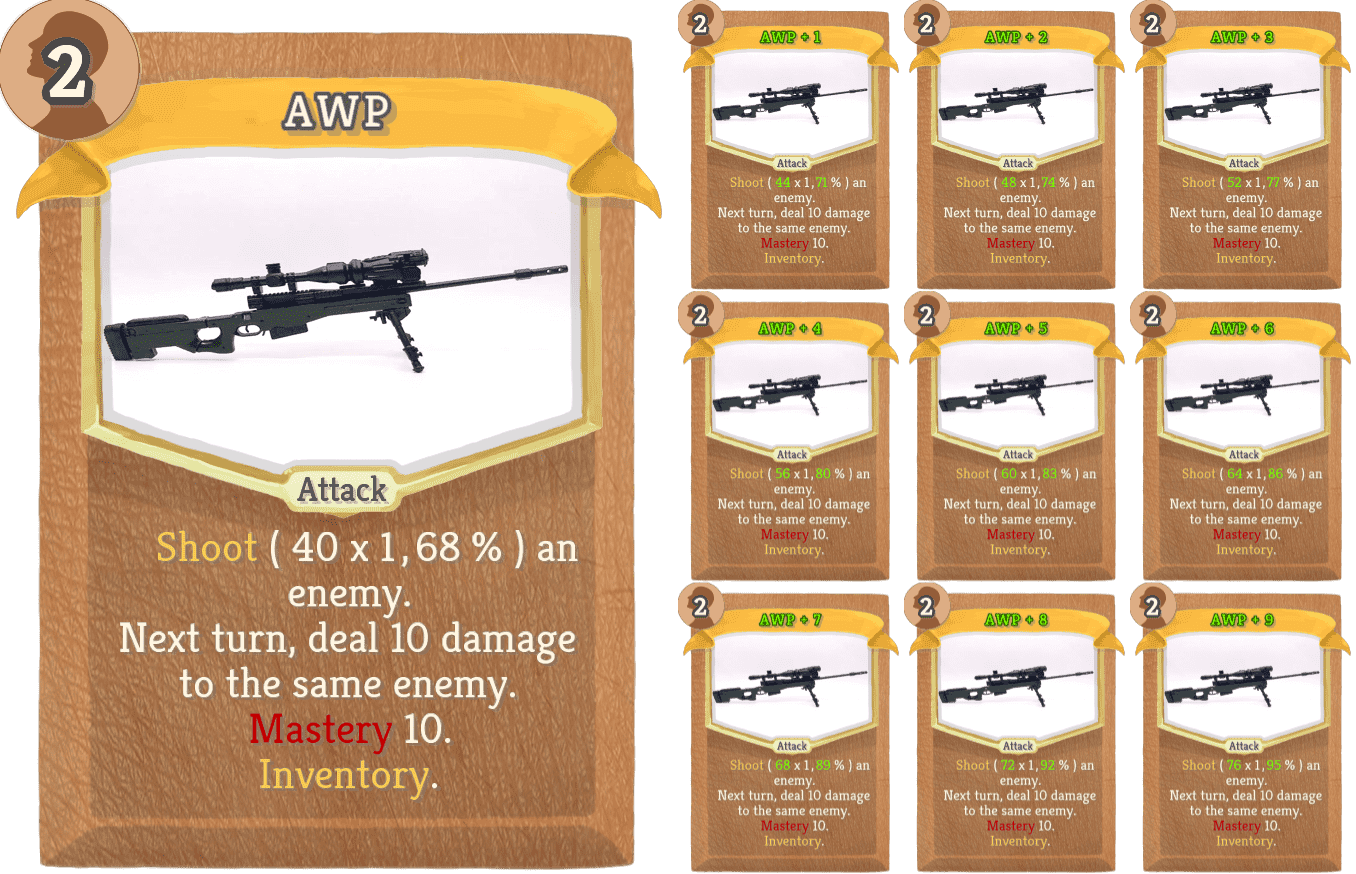 2
AWP
Attack
Shoot ( 40 x 1, 68 % ) an
enemy.
Next turn, deal 10 damage
to the same enemy.
Mastery 10.
Inventory.
2
AWP + 1
Attack
Shoot ( 44 x 1, 71 % ) an
enemy.
Next turn, deal 10 damage
to the same enemy.
Mastery 10.
Inventory.
2
AWP + 2
Attack
Shoot ( 48 x 1, 74 % ) an
enemy.
Next turn, deal 10 damage
to the same enemy.
Mastery 10.
Inventory.
2
AWP + 3
Attack
Shoot ( 52 x 1, 77 % ) an
enemy.
Next turn, deal 10 damage
to the same enemy.
Mastery 10.
Inventory.
2
AWP + 4
Attack
Shoot ( 56 x 1, 80 % ) an
enemy.
Next turn, deal 10 damage
to the same enemy.
Mastery 10.
Inventory.
2
AWP + 5
Attack
Shoot ( 60 x 1, 83 % ) an
enemy.
Next turn, deal 10 damage
to the same enemy.
Mastery 10.
Inventory.
2
AWP + 6
Attack
Shoot ( 64 x 1, 86 % ) an
enemy.
Next turn, deal 10 damage
to the same enemy.
Mastery 10.
Inventory.
2
AWP + 7
Attack
Shoot ( 68 x 1, 89 % ) an
enemy.
Next turn, deal 10 damage
to the same enemy.
Mastery 10.
Inventory.
2
AWP + 8
Attack
Shoot ( 72 x 1, 92 % ) an
enemy.
Next turn, deal 10 damage
to the same enemy.
Mastery 10.
Inventory.
2
AWP + 9
Attack
Shoot ( 76 x 1, 95 % ) an
enemy.
Next turn, deal 10 damage
to the same enemy.
Mastery 10.
Inventory.